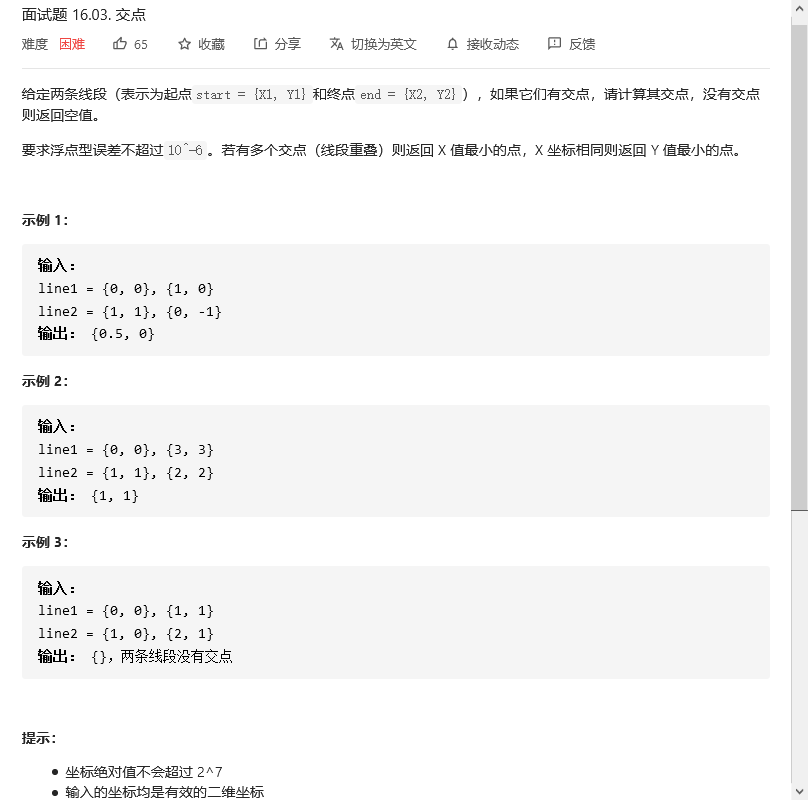 面试题 16.03. 交点
难度 困难 65 收藏 分享 切换为英文 接收动态 反馈
给定两条线段（表示为起点 start = {X1, Y1} 和终点 end = {X2, Y2} ），如果它们有交点，请计算其交点，没有交点
则返回空值。
要求浮点型误差不超过 10^-6 。若有多个交点（线段重叠）则返回 X 值最小的点，X 坐标相同则返回 Y 值最小的点。
示例 1：
输入：
line1 = {0, 0}, {1, 0}
line2 = {1, 1}, {0, -1}
输出： {0.5, 0}
示例 2：
输入：
line1 = {0, 0}, {3, 3}
line2 = {1, 1}, {2, 2}
输出： {1, 1}
示例 3：
输入：
line1 = {0, 0}, {1, 1}
line2 = {1, 0}, {2, 1}
输出： {}，两条线段没有交点
提示：
● 坐标绝对值不会超过 2^7
● 输入的坐标均是有效的二维坐标